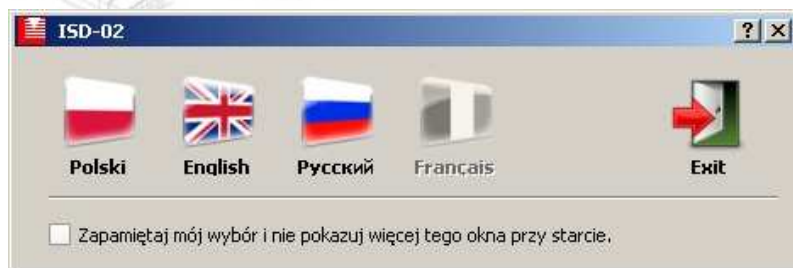 ISD-02
Polski English Русский Français Exit
Zapamiętaj mój wybór i nie pokazuj więcej tego okna przy starcie.